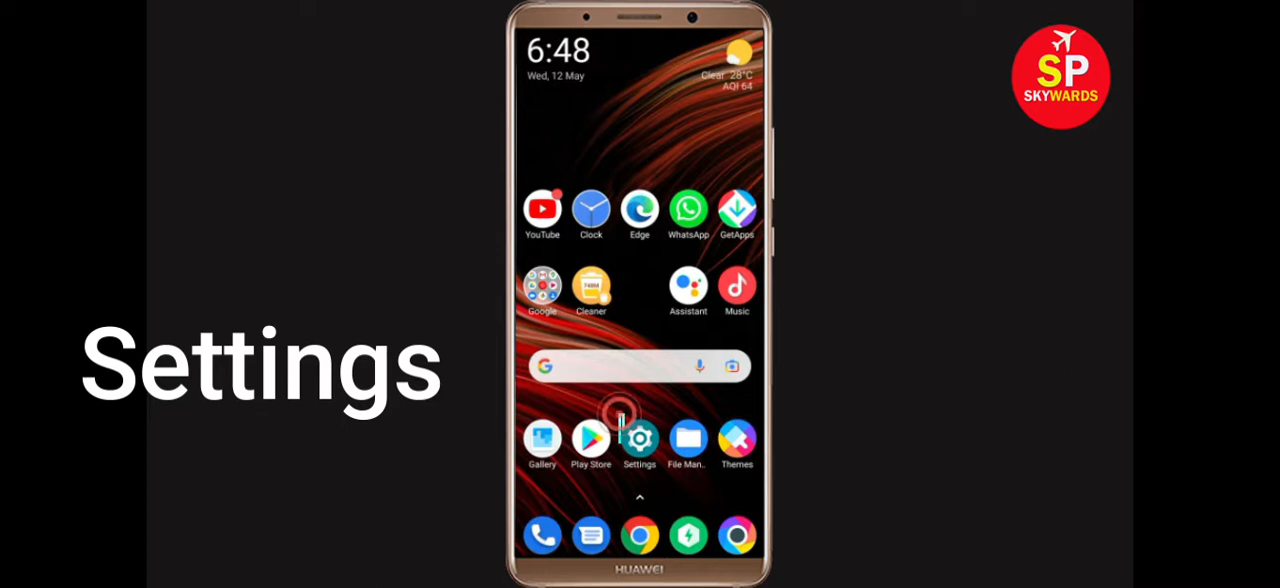 6:48
Wed, 12 May
Clear 28°C
AQI 64
SP
SKYWARDS
YouTube
Clock
Edge
WhatsApp
GetApps
Google
748M
Cleaner
Assistant
Music
Settings
Gallery
Play Store
Settings
File Man..
Themes
HUAWEI